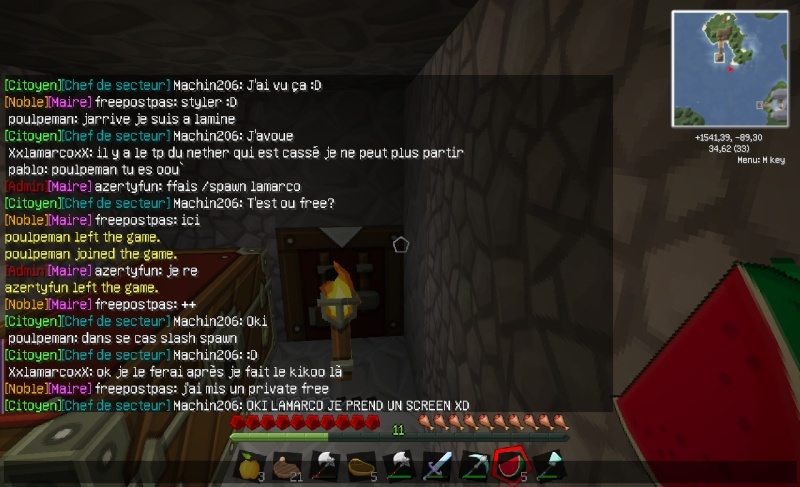 [Citoyen][Chef de secteur] Machin206: J'ai vu ça :D
[Noble][Maire] freepostpas: styler :D
poulpeman: jarrive je suis a lamine
[Citoyen][Chef de secteur] Machin206: J'avoue
XxlamarcoxX: il y a le tp du nether qui est cassé je ne peut plus partir
pablo: poulpeman tu es oou`
[Admin][Maire] azertyfun: ffais /spawn lamarco
[Citoyen][Chef de secteur] Machin206: T'est ou free?
[Noble][Maire] freepostpas: ici
poulpeman left the game.
poulpeman joined the game.
[Admin][Maire] azertyfun: je re
azertyfun left the game.
[Noble][Maire] freepostpas: ++
[Citoyen][Chef de secteur] Machin206: Oki
poulpeman: dans se cas slash spawn
[Citoyen][Chef de secteur] Machin206: :D
XxlamarcoxX: ok je le ferai après je fait le kikoo là
[Noble][Maire] freepostpas: j'ai mis un private free
[Citoyen][Chef de secteur] Machin206: OKI LAMARCO JE PREND UN SCREEN XD
+1541,39, -89,30
34,62 (33)
Menu: M key
11
3 21 5 5